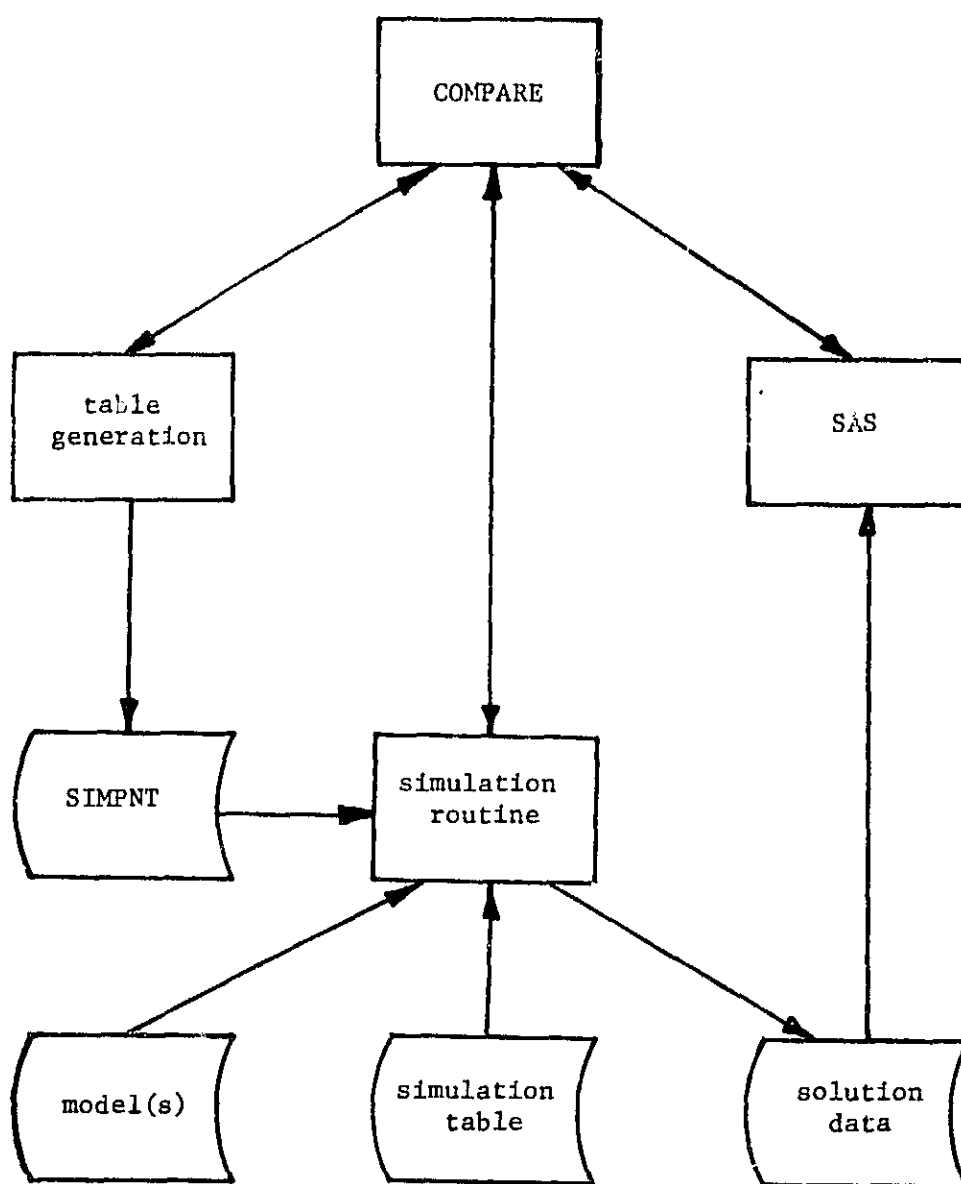 COMPARE
table
generation
SAS
SIMPNT
simulation
routine
model(s)
simulation
table
solution
data